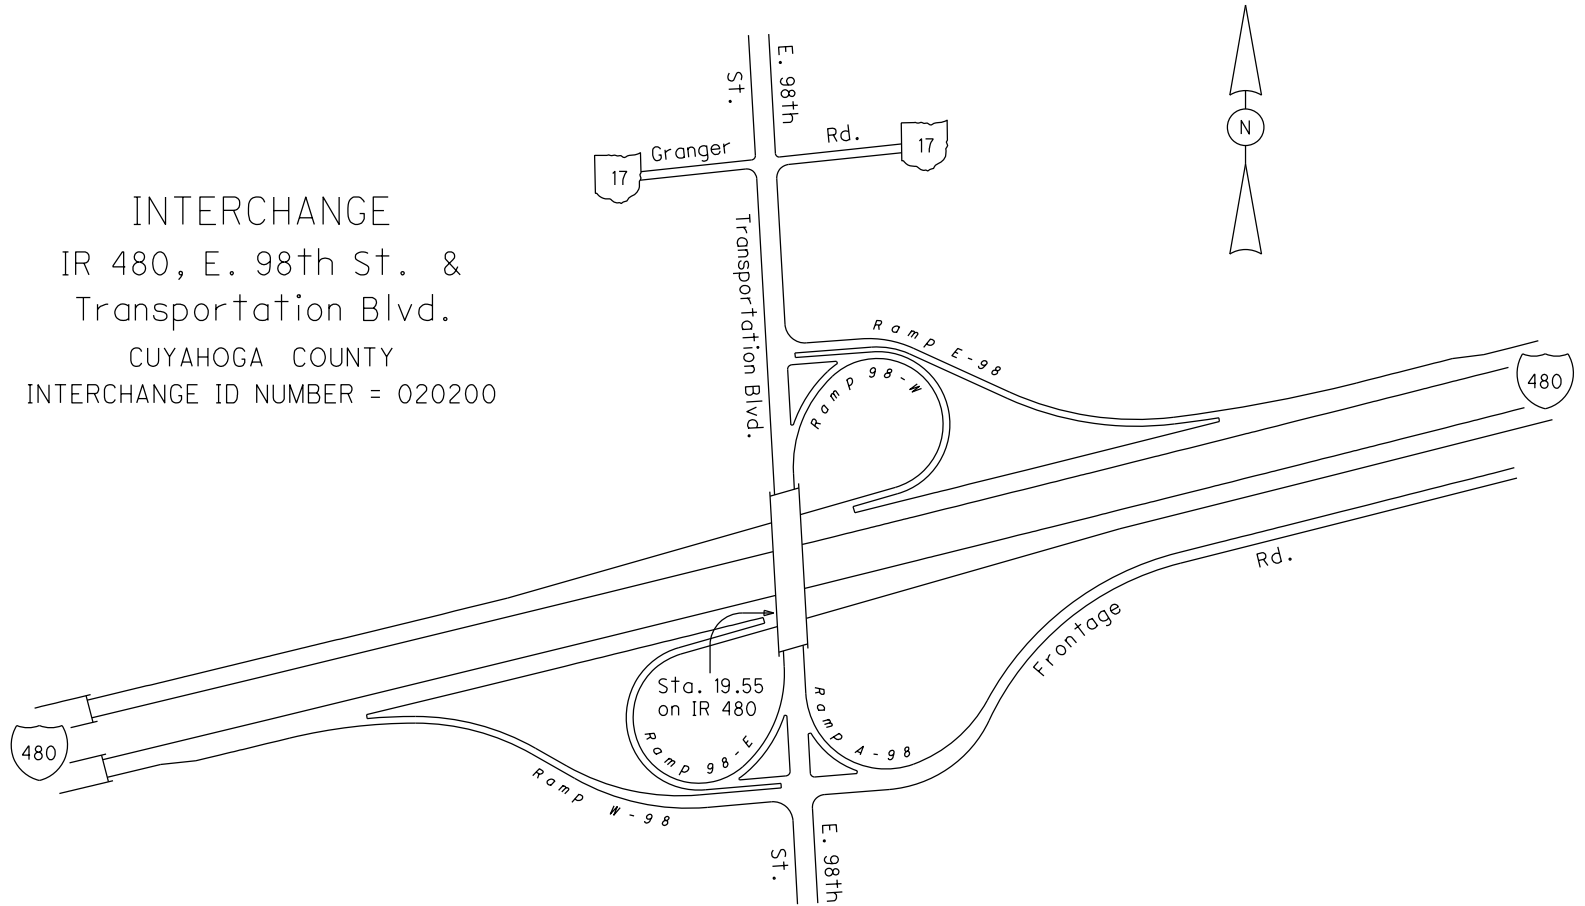 E. 98th
St.
N
Granger
Rd.
17
17
INTERCHANGE
IR 480, E. 98th St. &
Transportation Blvd.
CUYAHOGA COUNTY
INTERCHANGE ID NUMBER = 020200
Transportation Blvd.
Ramp E-98
Ramp 98-W
480
Rd.
Frontage
Sta. 19.55
on IR 480
480
Ramp 98-E
Ramp A-98
Ramp W-98
E. 98th
St.